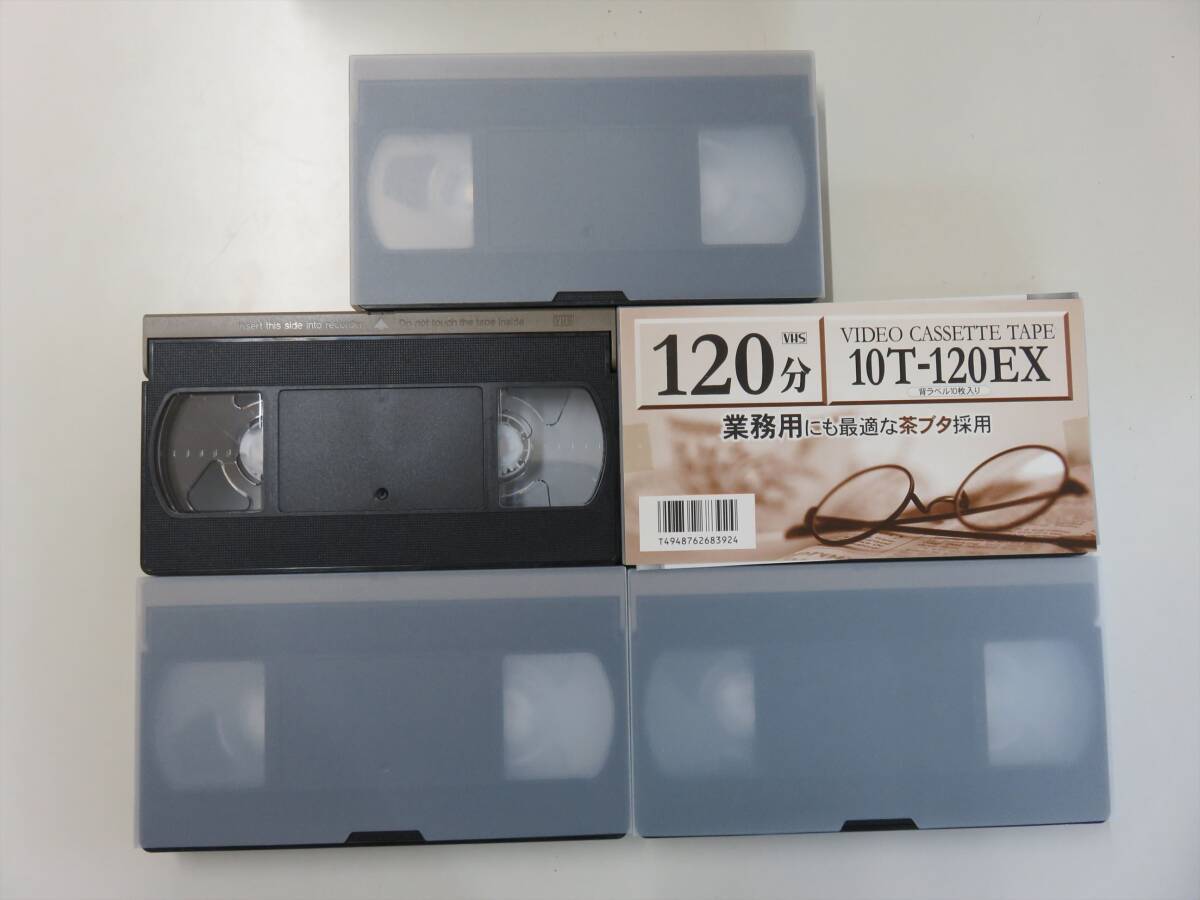 Insert this side into recorder Do not touch the tape inside VHS
120分
VHS
VIDEO CASSETTE TAPE
10T-120EX
背ラベル10枚入り
業務用にも最適な茶ブタ採用
T4948762683924